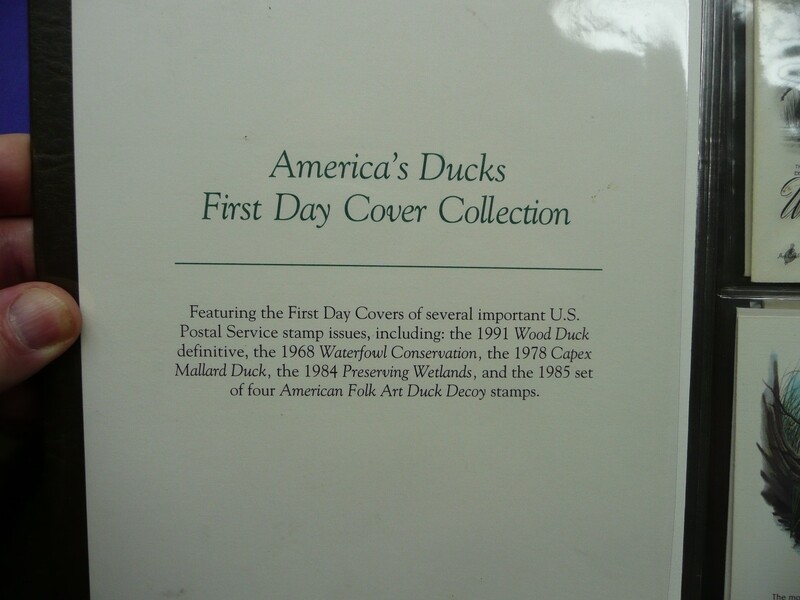 America's Ducks
First Day Cover Collection
Featuring the First Day Covers of several important U.S.
Postal Service stamp issues, including: the 1991 Wood Duck
definitive, the 1968 Waterfowl Conservation, the 1978 Capex
Mallard Duck, the 1984 Preserving Wetlands, and the 1985 set
of four American Folk Art Duck Decoy stamps.
The mo